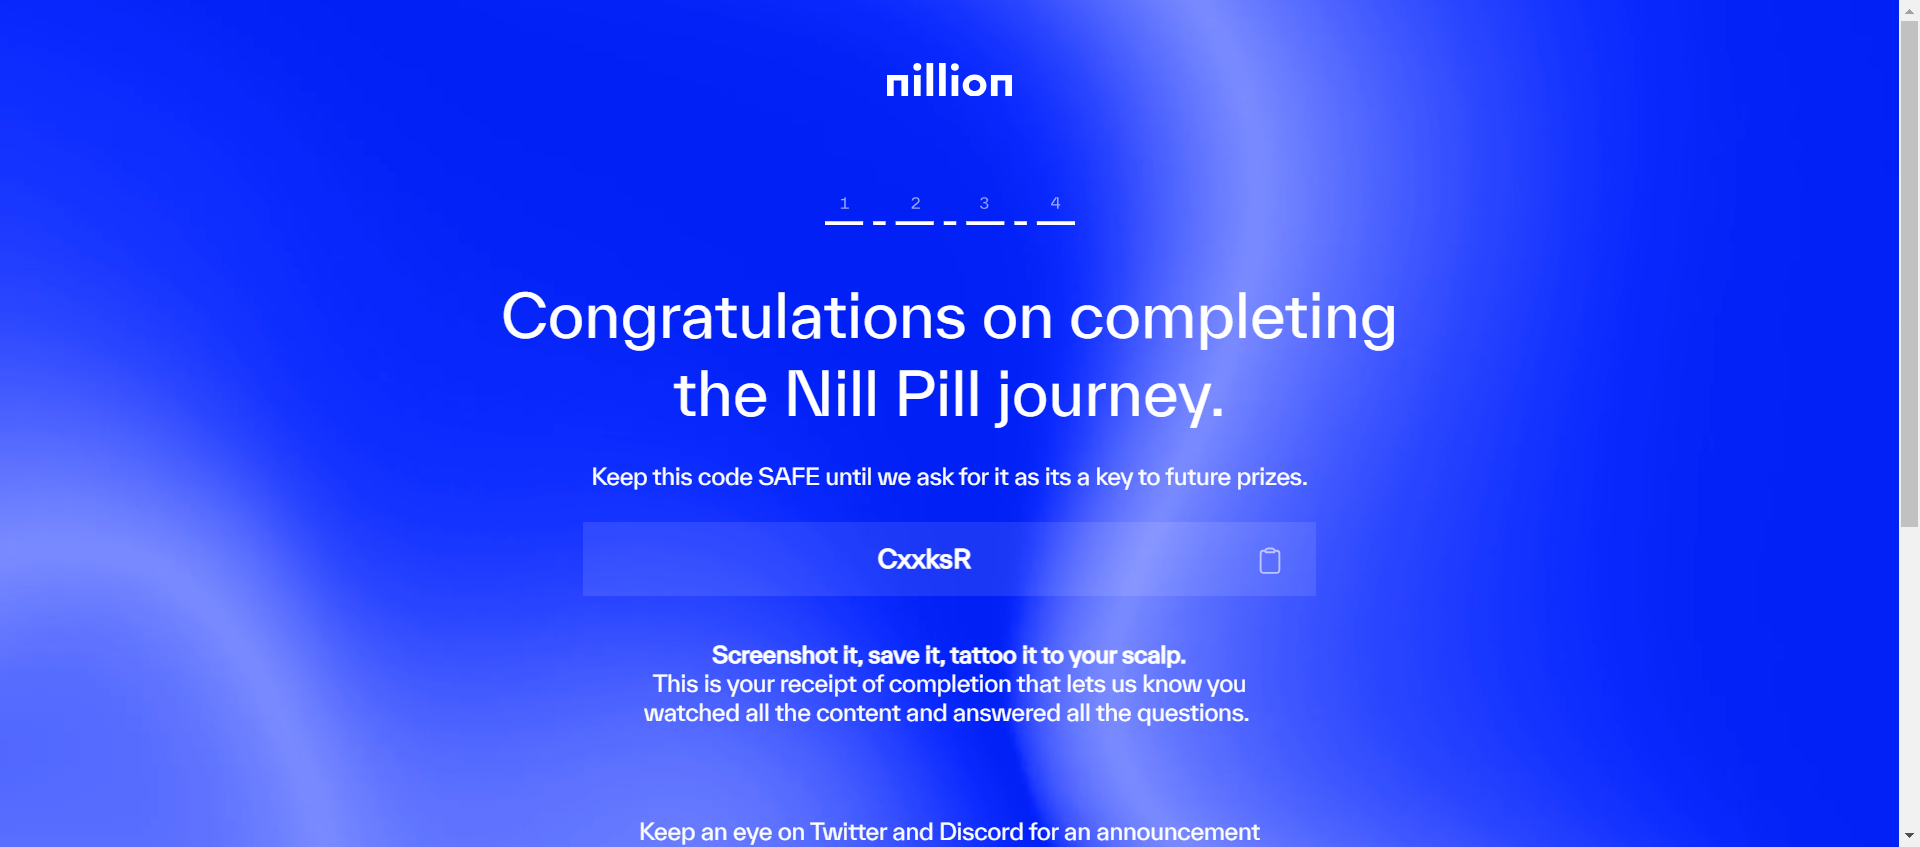 nillion
1 2 3 4
Congratulations on completing
the Nill Pill journey.
Keep this code SAFE until we ask for it as its a key to future prizes.
CxxksR
Screenshot it, save it, tattoo it to your scalp.
This is your receipt of completion that lets us know you
watched all the content and answered all the questions.
Keep an eye on Twitter and Discord for an announcement